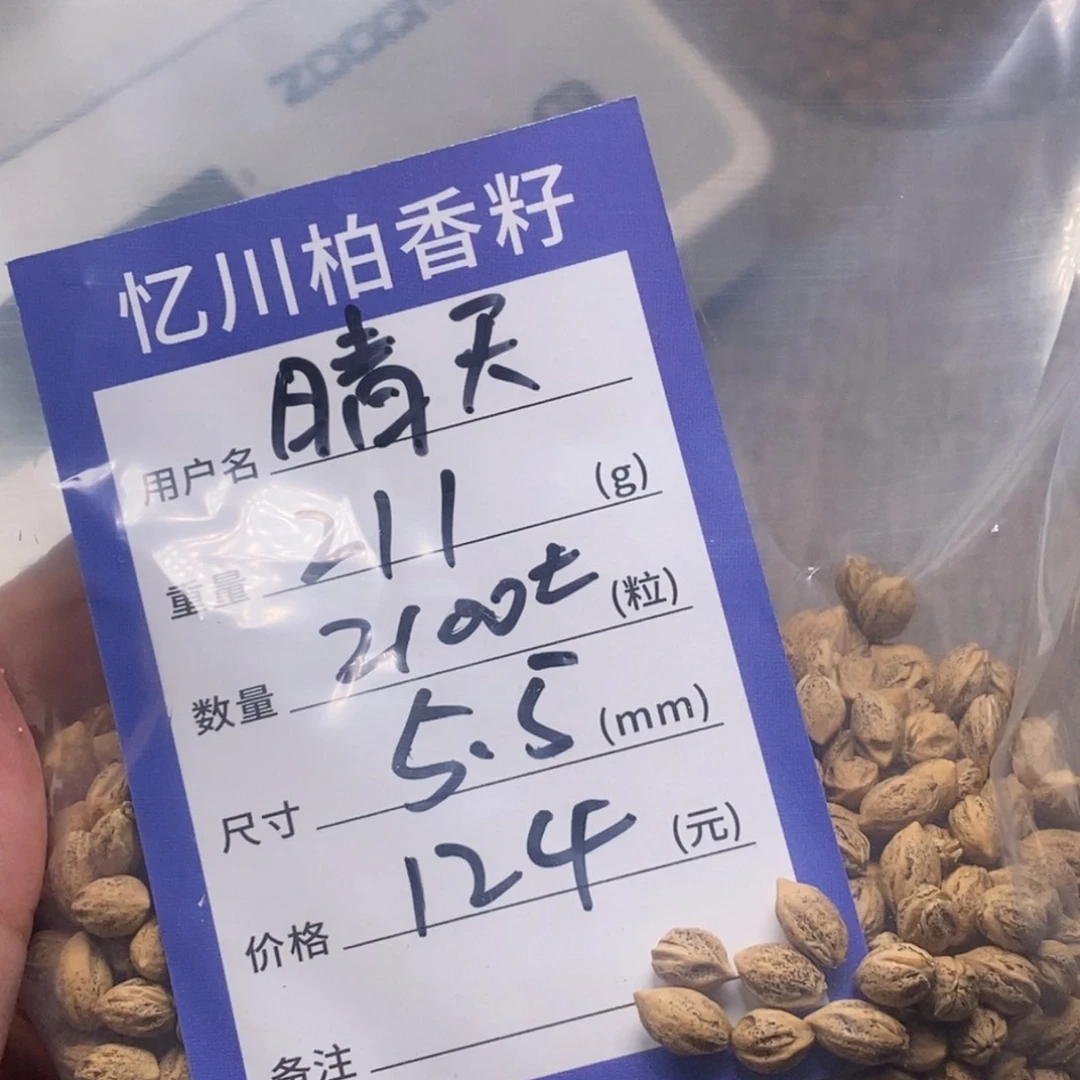 忆川柏香籽
用户名 晴天
重量 211 (g)
数量 2100± (粒)
尺寸 5.5 (mm)
价格 124 (元)
备注